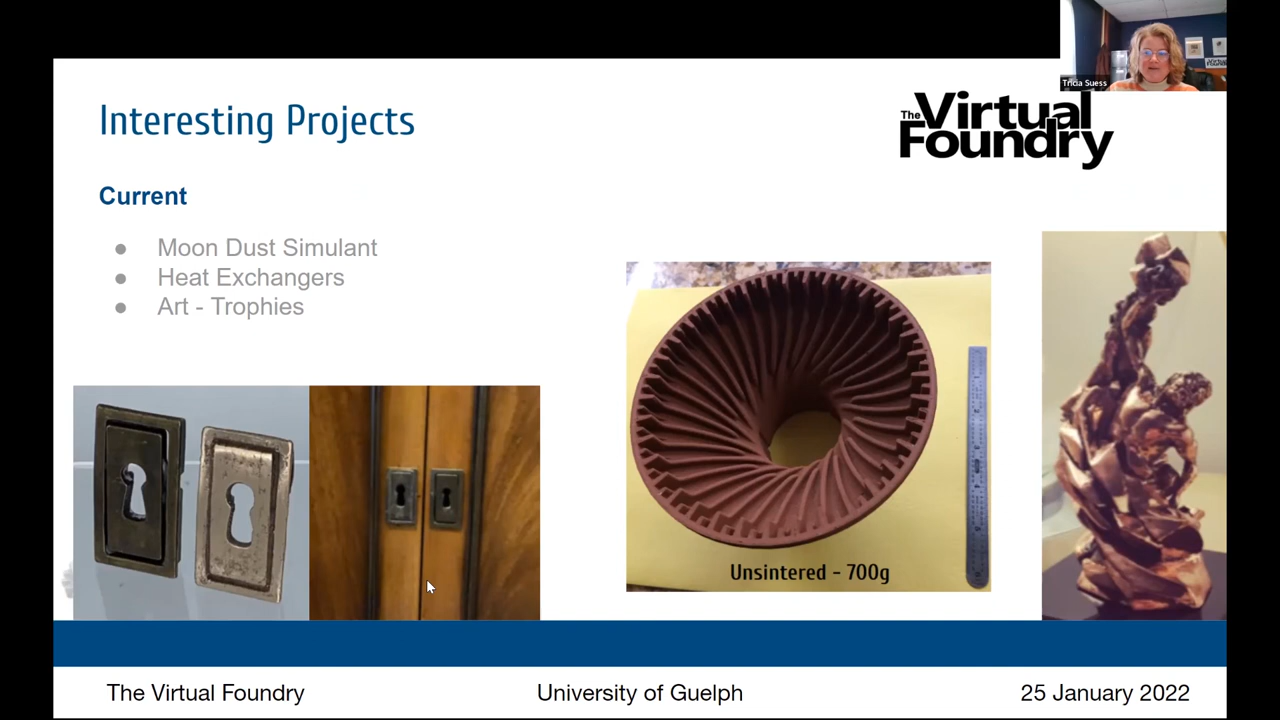 Tricia Suess
Interesting Projects
The Virtual
Foundry
Current
● Moon Dust Simulant
● Heat Exchangers
● Art - Trophies
Unsintered - 700g
The Virtual Foundry
University of Guelph
25 January 2022